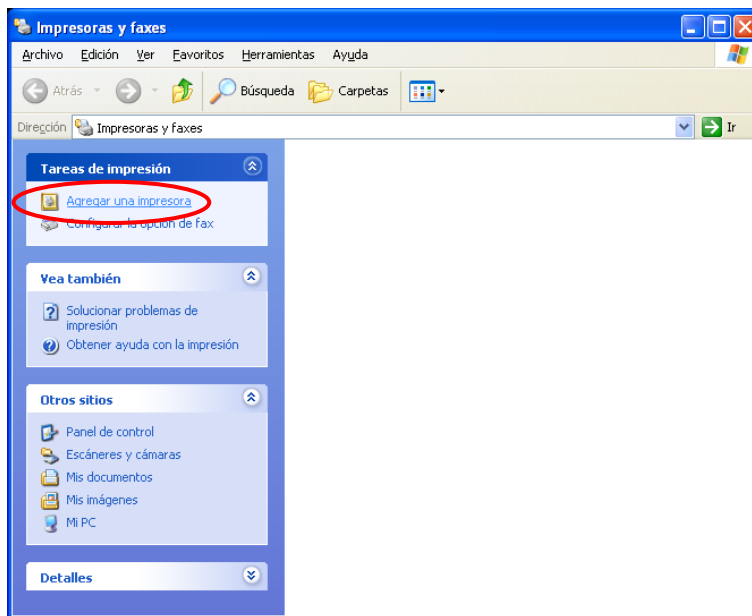 Impresoras y faxes
Archivo Edición Ver Favoritos Herramientas Ayuda
Atrás Búsqueda Carpetas
Dirección Impresoras y faxes Ir
Tareas de impresión
Agregar una impresora
Configurar la opción de fax
Vea también
Solucionar problemas de
impresión
Obtener ayuda con la impresión
Otros sitios
Panel de control
Escáneres y cámaras
Mis documentos
Mis imágenes
Mi PC
Detalles